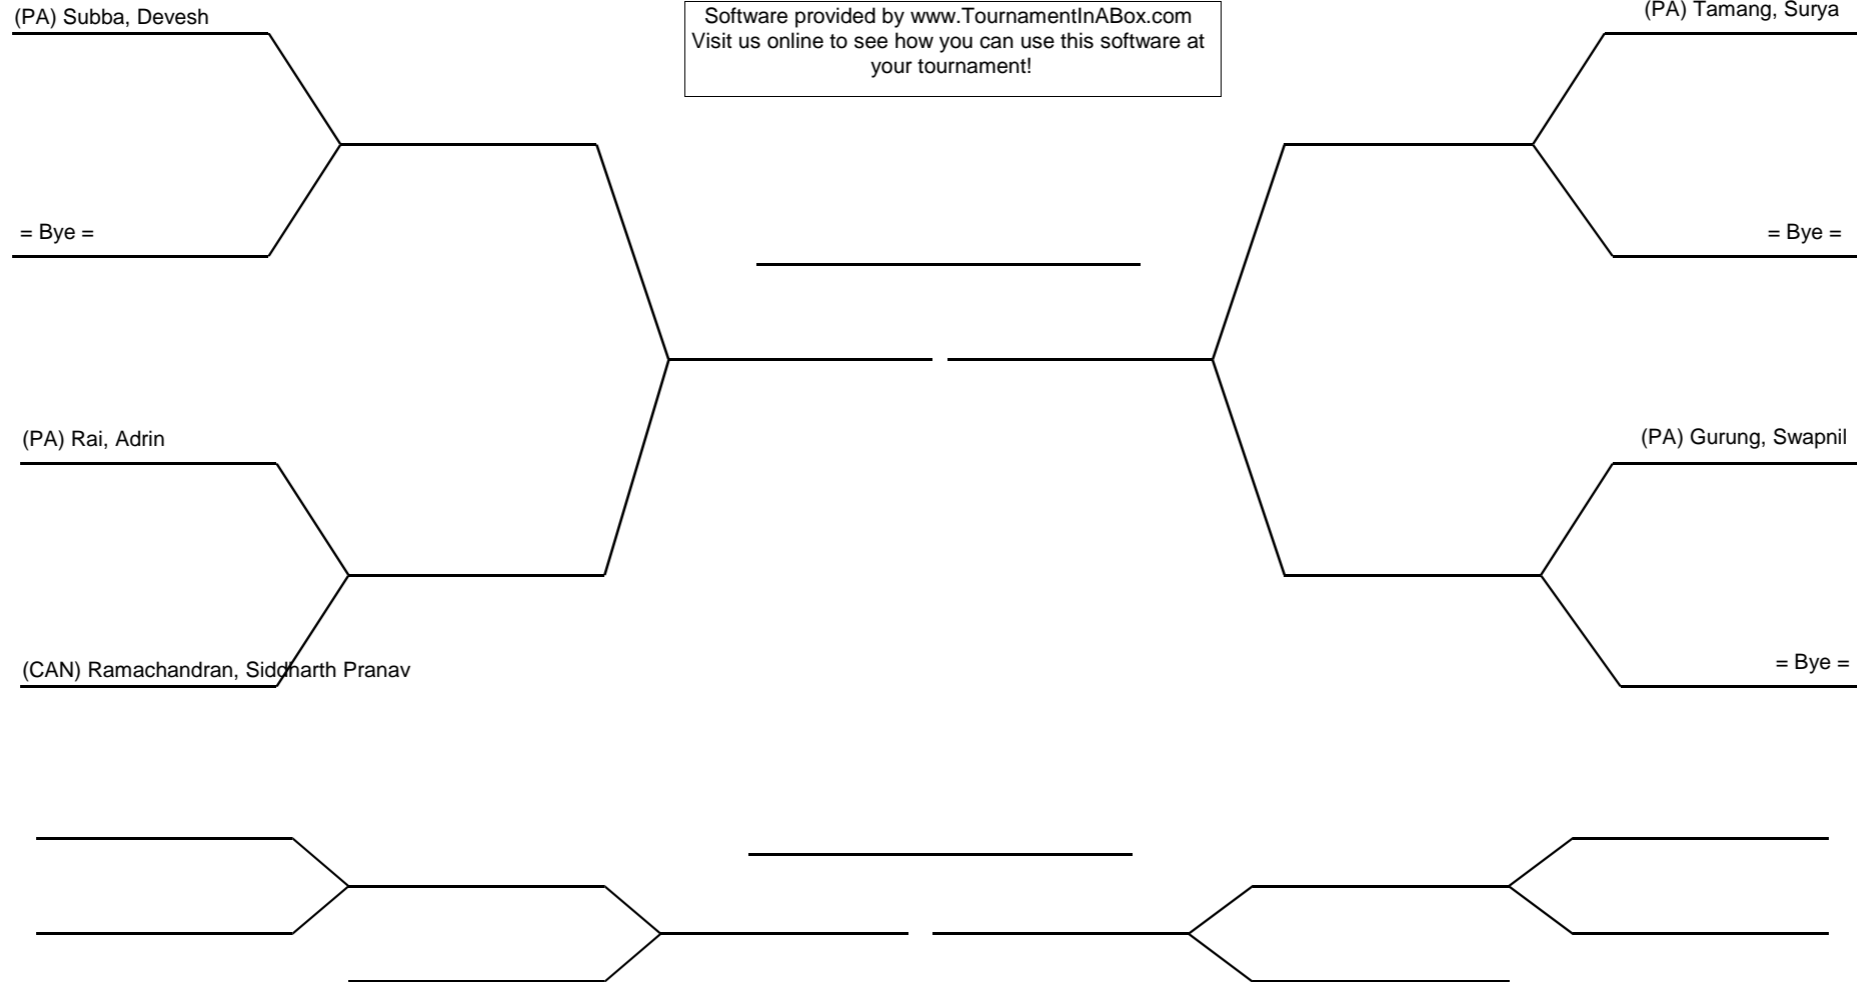 (PA) Subba, Devesh
Software provided by www.TournamentInABox.com
Visit us online to see how you can use this software at
your tournament!
(PA) Tamang, Surya
= Bye =
= Bye =
(PA) Rai, Adrin
(PA) Gurung, Swapnil
(CAN) Ramachandran, Siddharth Pranav
= Bye =